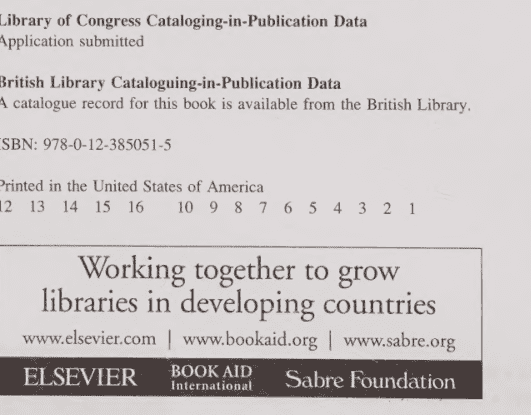 Library of Congress Cataloging-in-Publication Data
Application submitted
British Library Cataloguing-in-Publication Data
A catalogue record for this book is available from the British Library.
ISBN: 978-0-12-385051-5
Printed in the United States of America
12 13 14 15 16 10 9 8 7 6 5 4 3 2 1
Working together to grow
libraries in developing countries
www.elsevier.com | www.bookaid.org | www.sabre.org
ELSEVIER BOOK AID International Sabre Foundation